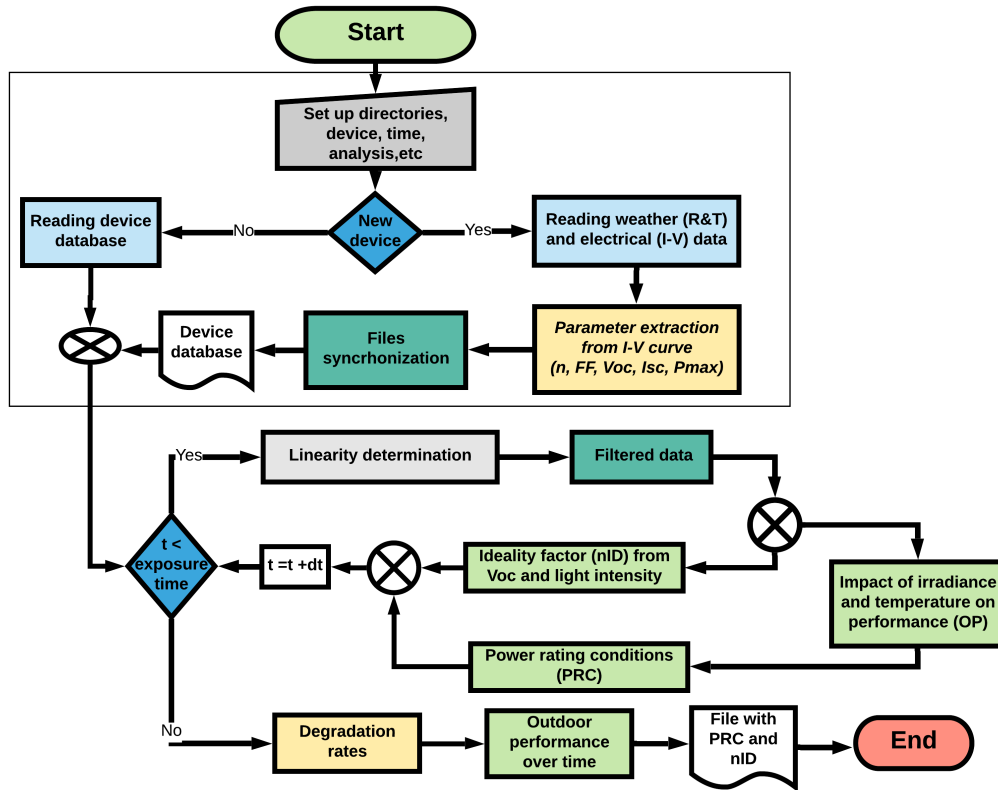 Start
Set up directories,
device, time,
analysis,etc
Reading device
database
No
New
device
Yes
Reading weather (R&T)
and electrical (I-V) data
Device
database
Files
syncrhonization
Parameter extraction
from I-V curve
(n, FF, Voc, Isc, Pmax)
Yes
Linearity determination
Filtered data
t <
exposure
time
t =t +dt
Ideality factor (nID) from
Voc and light intensity
Impact of irradiance
and temperature on
performance (OP)
Power rating conditions
(PRC)
No
Degradation
rates
Outdoor
performance
over time
File with
PRC and
nID
End